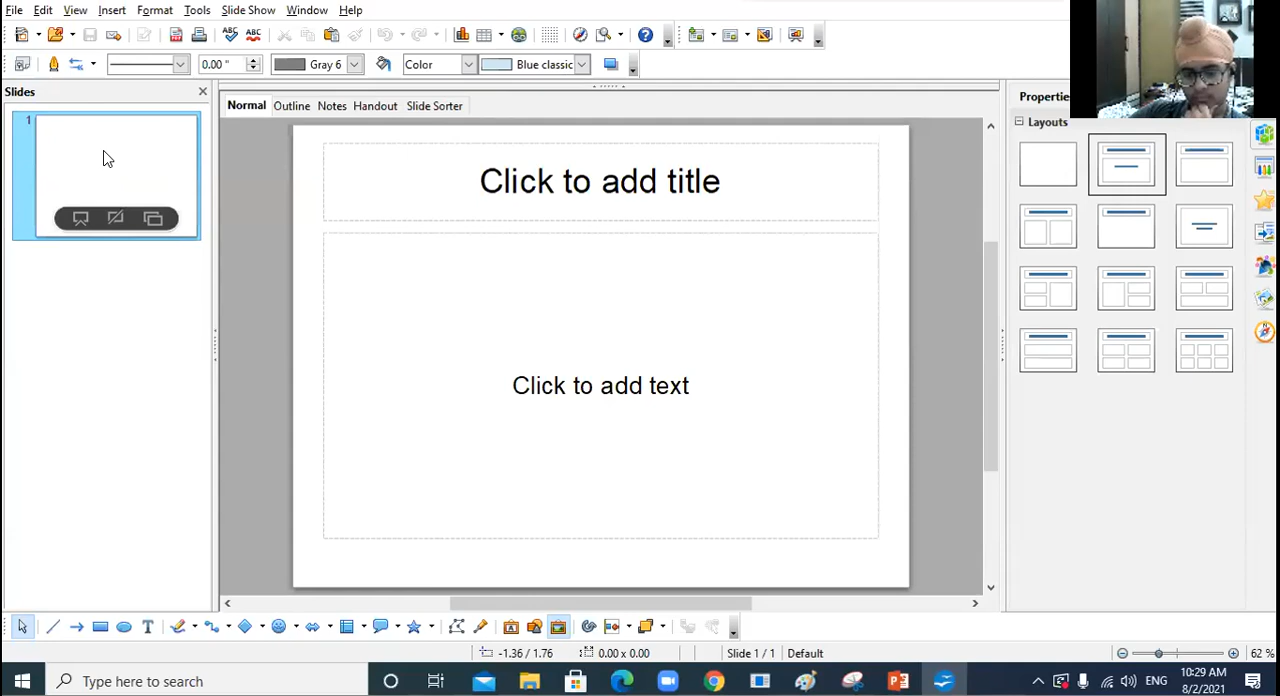 File Edit View Insert Format Tools Slide Show Window Help
0.00 " Gray 6 Color Blue classic
Slides
Normal Outline Notes Handout Slide Sorter
Properties
Layouts
1
Click to add title
Click to add text
-1.36 / 1.76 0.00 x 0.00 Slide 1 / 1 Default 62 %
Type here to search
ENG
10:29 AM
8/2/2021